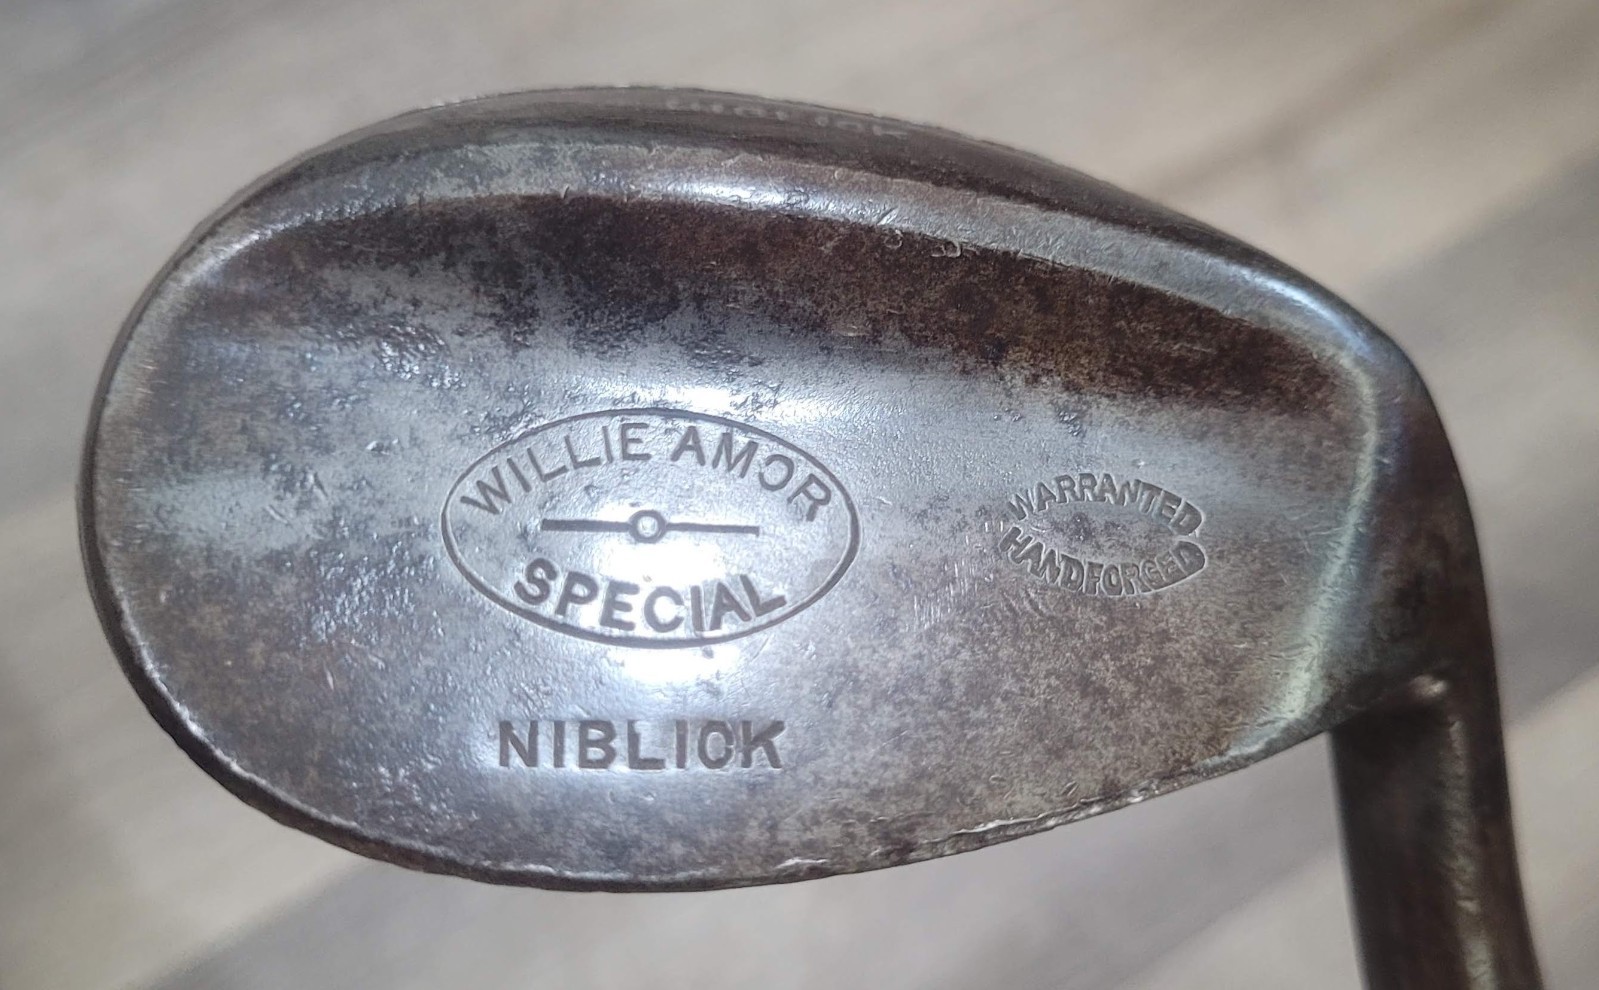 WILLIE AMOR
SPECIAL
WARRANTED
HANDFORGED
NIBLICK